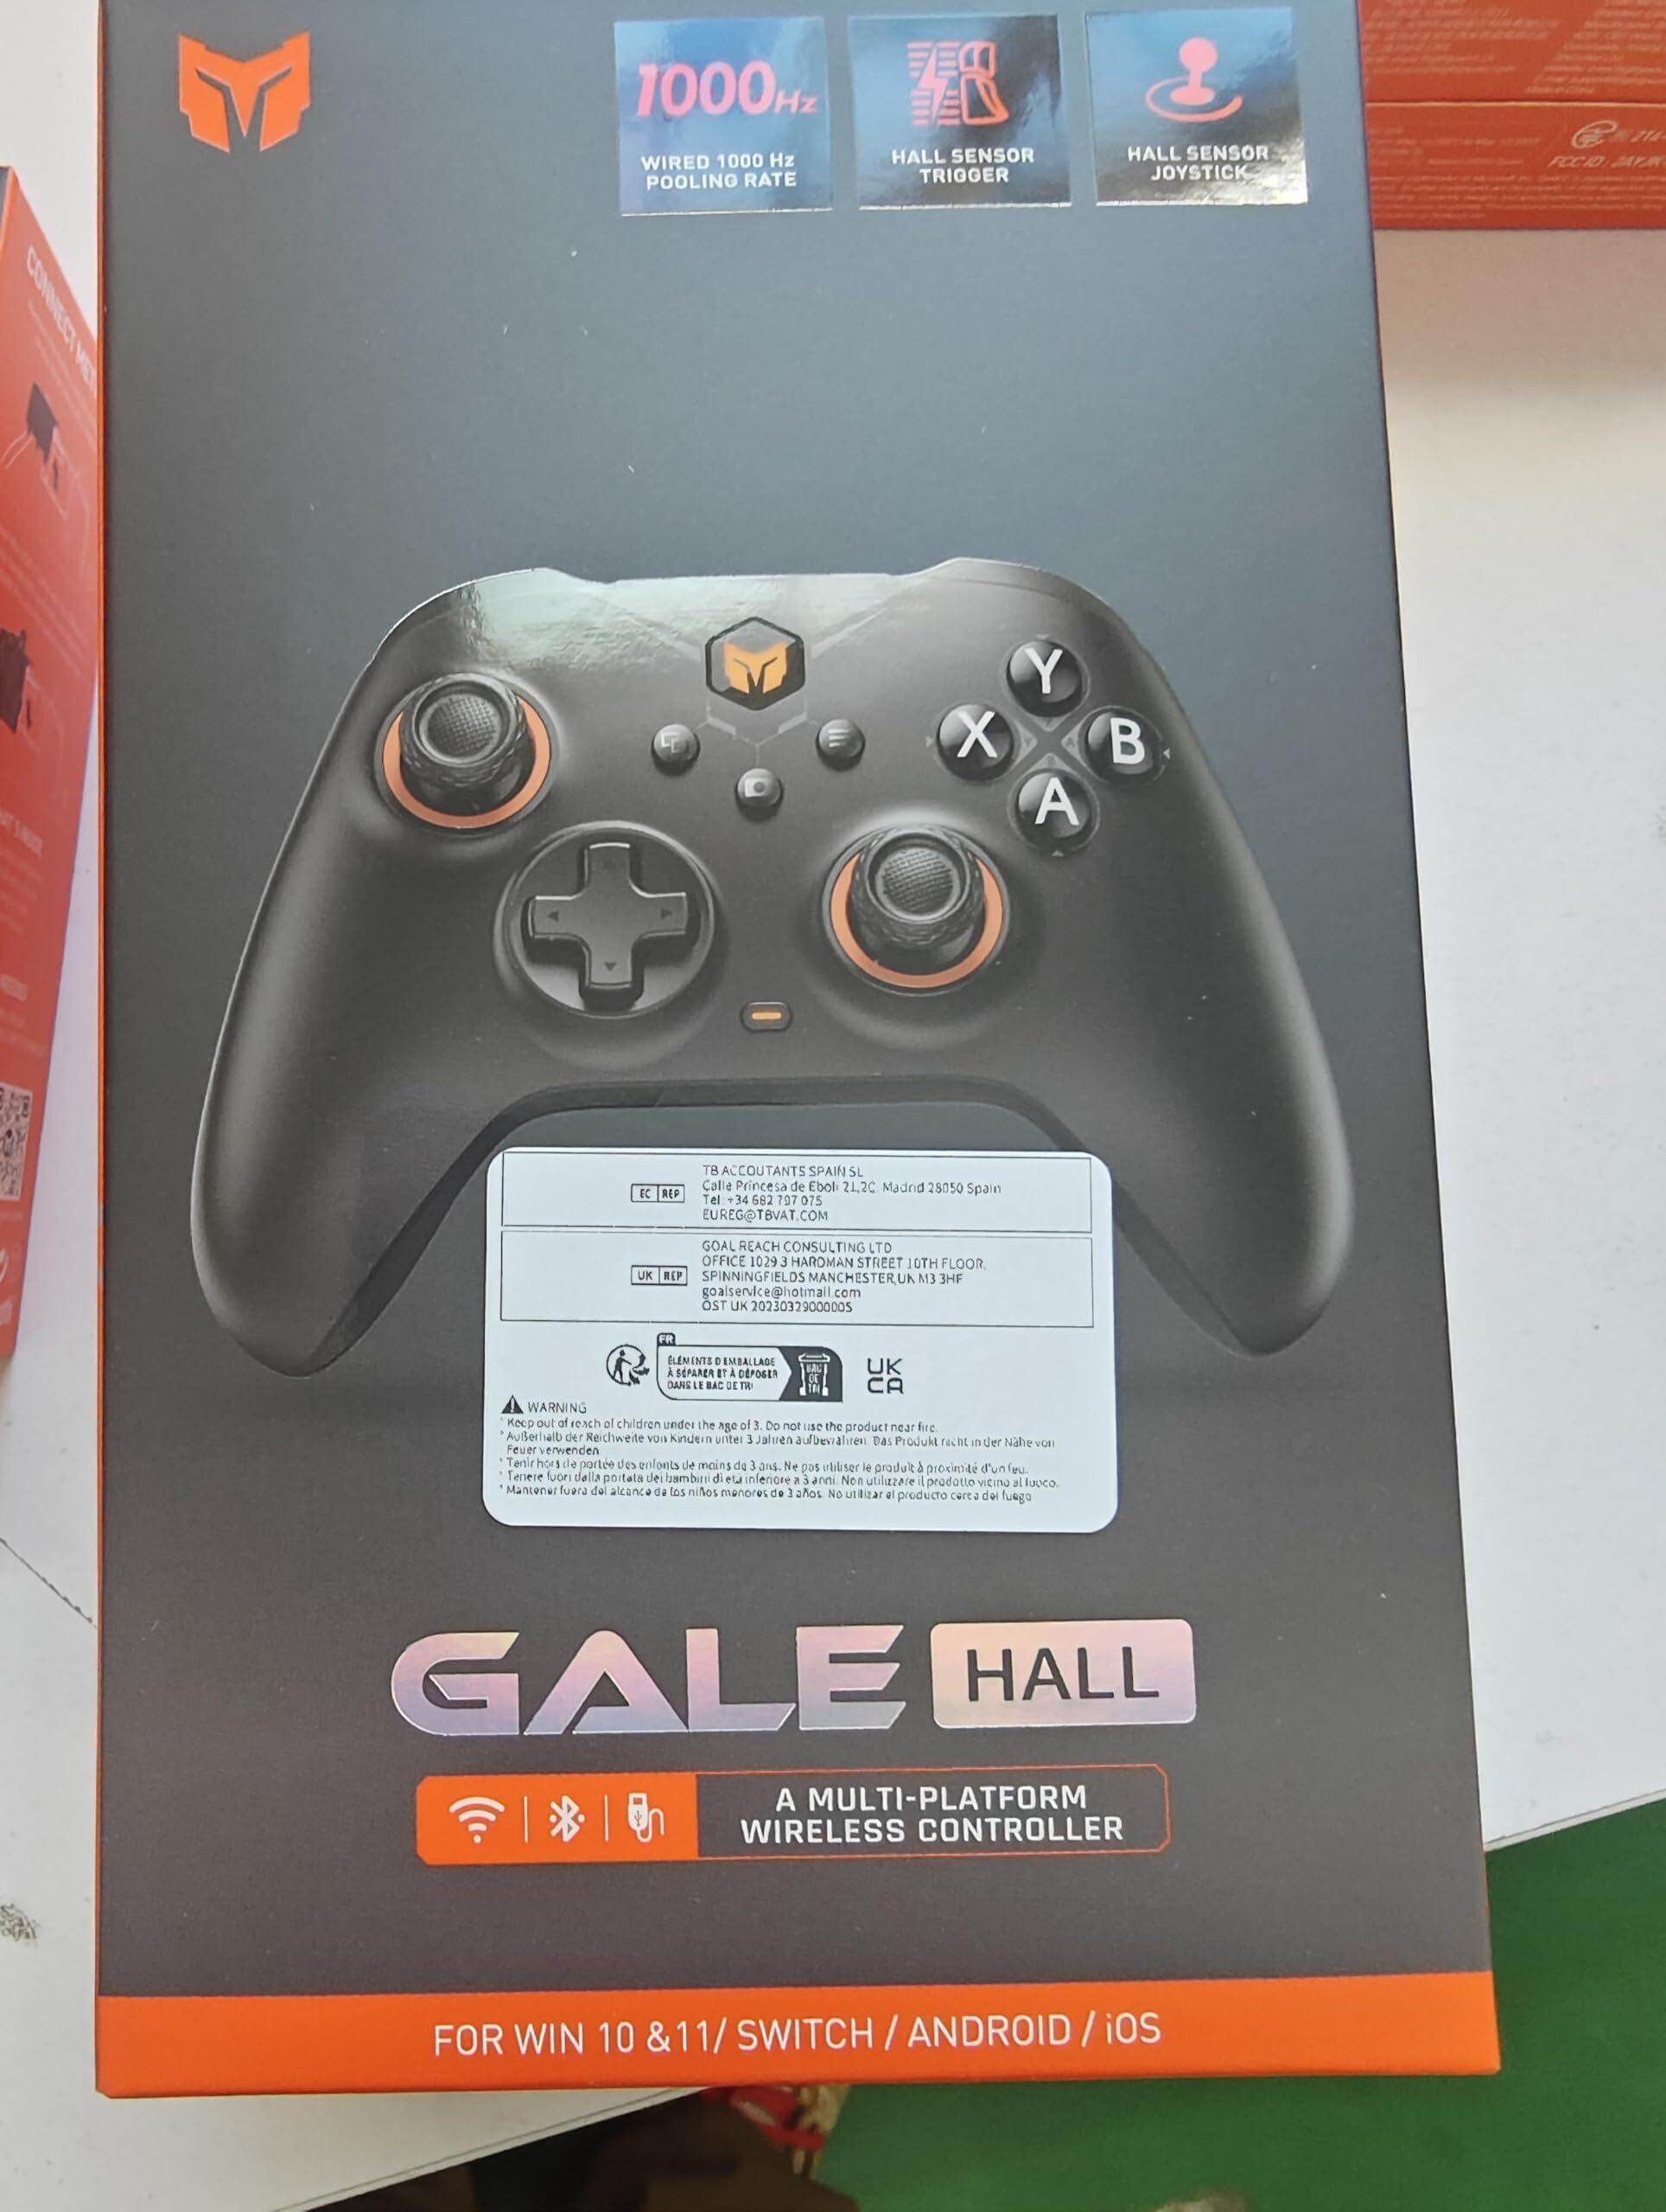 1000Hz
WIRED 1000 Hz
POOLING RATE
HALL SENSOR
TRIGGER
HALL SENSOR
JOYSTICK
CONNECT
FCC ID:
Y
X
B
A
EC REP
TB ACCOUTANTS SPAIN SL
Calle Princesa de Eboli 21,2C. Madrid 28050 Spain
Tel: +34 682 797 075
EUREG@TBVAT.COM
UK REP
GOAL REACH CONSULTING LTD
OFFICE 1029 3 HARDMAN STREET 10TH FLOOR,
SPINNINGFIELDS MANCHESTER,UK M3 3HF
goalservice@hotmail.com
OST UK 20230329000005
FR
ÉLÉMENTS D'EMBALLAGE
À SÉPARER ET À DÉPOSER
DANS LE BAC DE TRI
BAC
DE
TRI
UK
CA
WARNING
* Keep out of reach of children under the age of 3. Do not use the product near fire.
* Außerhalb der Reichweite von Kindern unter 3 Jahren aufbewahren. Das Produkt nicht in der Nähe von
Feuer verwenden
* Tenir hors de portée des enfants de moins de 3 ans. Ne pas utiliser le produit à proximité d'un feu.
* Tenere fuori dalla portata dei bambini di età inferiore a 3 anni. Non utilizzare il prodotto vicino al fuoco.
* Mantener fuera del alcance de los niños menores de 3 años. No utilizar el producto cerca del fuego
GALE HALL
A MULTI-PLATFORM
WIRELESS CONTROLLER
FOR WIN 10 &11/ SWITCH / ANDROID / iOS